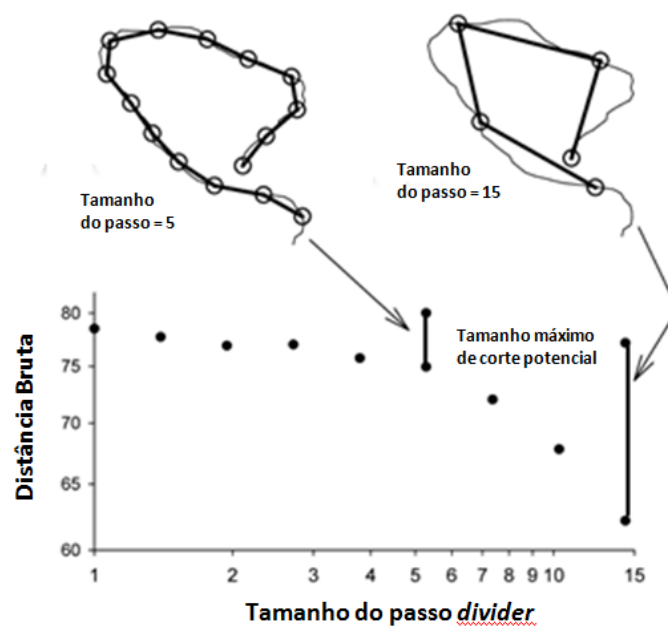 Tamanho
do passo = 5
Tamanho
do passo = 15
Distância Bruta
80
75
70
65
60
Tamanho máximo
de corte potencial
1 2 3 4 5 6 7 8 9 10 15
Tamanho do passo divider